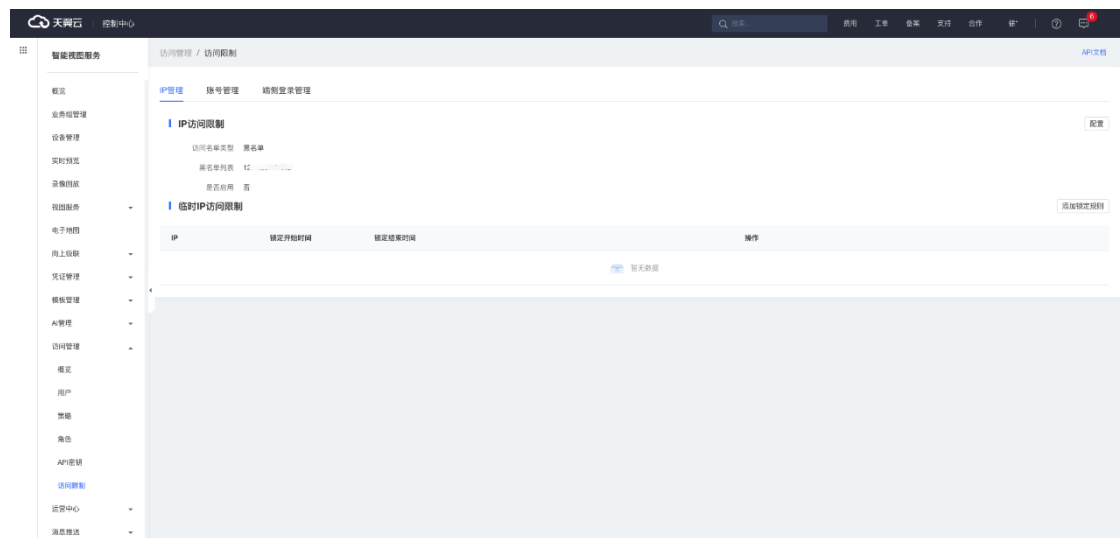 天翼云 控制中心 搜索... 费用 工单 备案 支持 合作 6
智能视图服务 访问管理 / 访问限制 API文档
概览
业务组管理
设备管理
实时预览
录像回放
视图服务
电子地图
向上级联
凭证管理
模板管理
AI管理
访问管理
概览
用户
策略
角色
API密钥
访问限制
运营中心
消息推送
IP管理 账号管理 端侧登录管理
IP访问限制 配置
访问名单类型 黑名单
黑名单列表 12
是否启用 否
临时IP访问限制 添加锁定规则
IP 锁定开始时间 锁定结束时间 操作
暂无数据